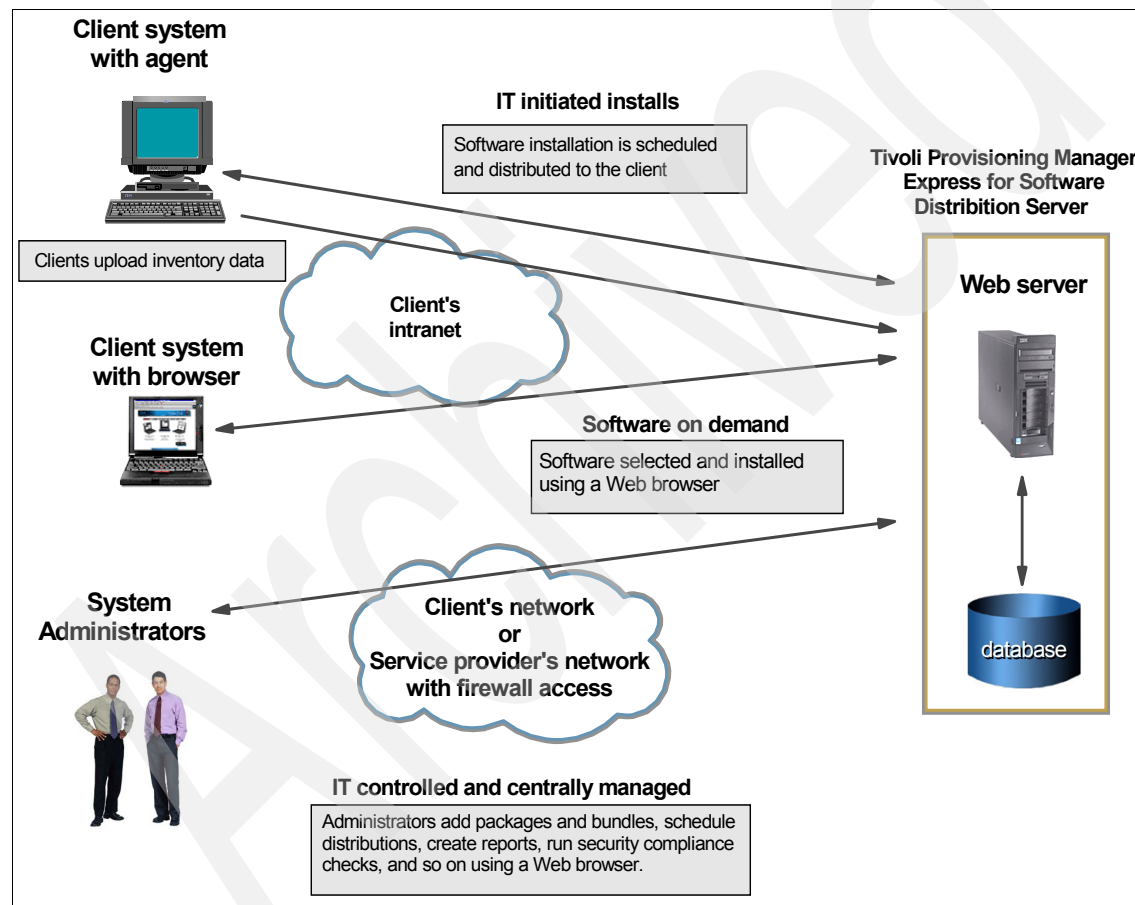 Client system
with agent
IT initiated installs
Software installation is scheduled
and distributed to the client
Tivoli Provisioning Manager
Express for Software
Distribition Server
Clients upload inventory data
Web server
Client's
intranet
Client system
with browser
Software on demand
Software selected and installed
using a Web browser
System
Administrators
Client's network
or
Service provider's network
with firewall access
database
IT controlled and centrally managed
Administrators add packages and bundles, schedule
distributions, create reports, run security compliance
checks, and so on using a Web browser.
Archived